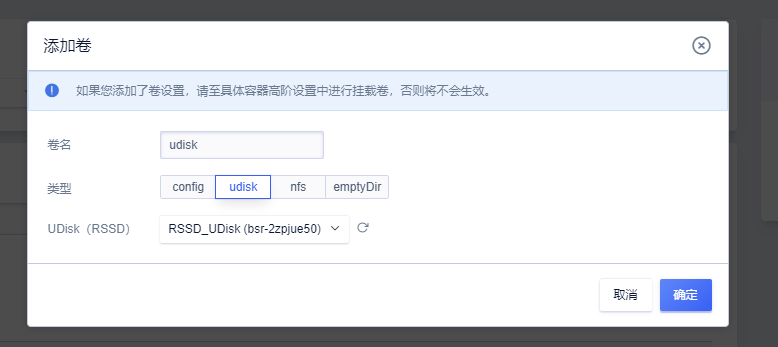 添加卷
如果您添加了卷设置，请至具体容器高阶设置中进行挂载卷，否则将不会生效。
卷名
udisk
类型
config udisk nfs emptyDir
UDisk（RSSD） RSSD_UDisk (bsr-2zpjue50)
取消 确定